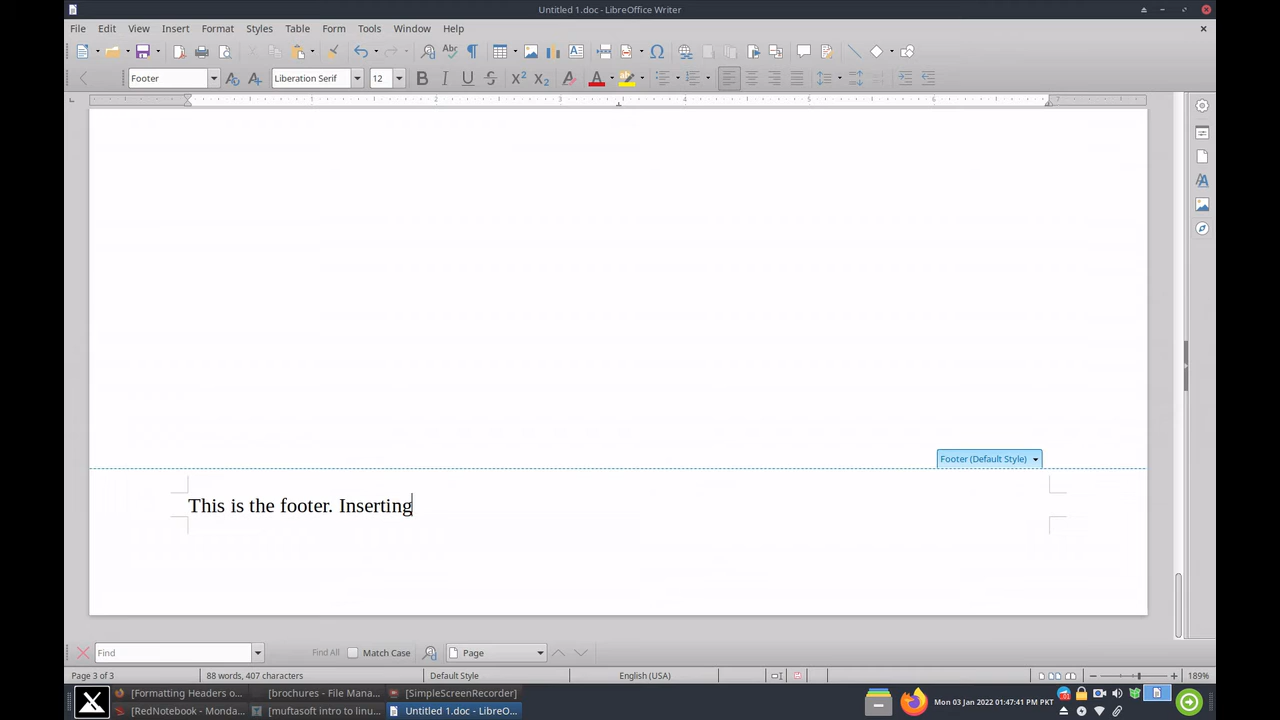 Untitled 1.doc - LibreOffice Writer
File Edit View Insert Format Styles Table Form Tools Window Help
Footer Liberation Serif 12
Footer (Default Style)
This is the footer. Inserting
Find Find All Match Case Page
Page 3 of 3 88 words, 407 characters Default Style English (USA) 189%
[Formatting Headers o... [brochures - File Mana... [SimpleScreenRecorder]
[RedNotebook - Monda... [muftasoft intro to linu... Untitled 1.doc - LibreO...
Mon 03 Jan 2022 01:47:41 PM PKT